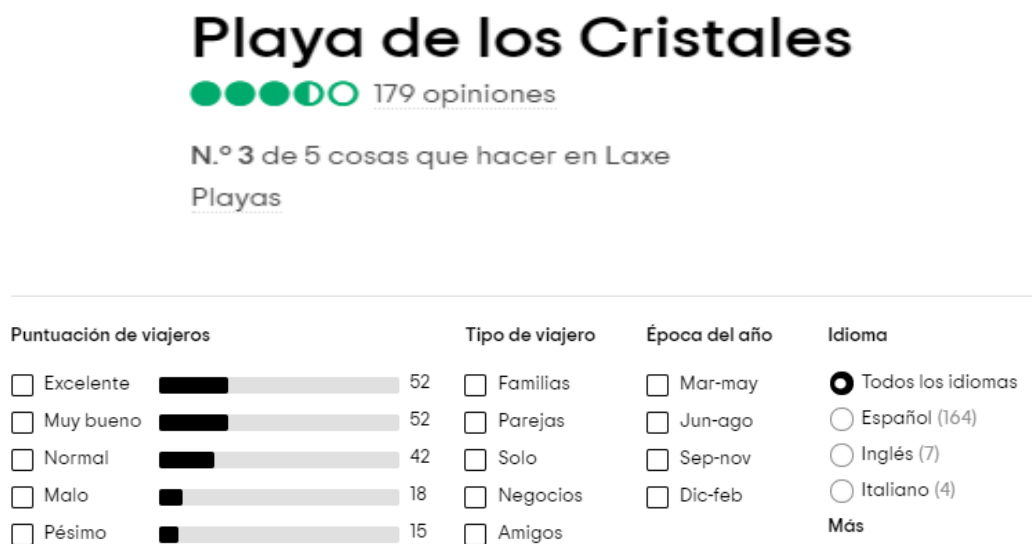 Playa de los Cristales
179 opiniones
N.º 3 de 5 cosas que hacer en Laxe
Playas
Puntuación de viajeros
Excelente 52
Muy bueno 52
Normal 42
Malo 18
Pésimo 15
Tipo de viajero
Familias
Parejas
Solo
Negocios
Amigos
Época del año
Mar-may
Jun-ago
Sep-nov
Dic-feb
Idioma
Todos los idiomas
Español (164)
Inglés (7)
Italiano (4)
Más